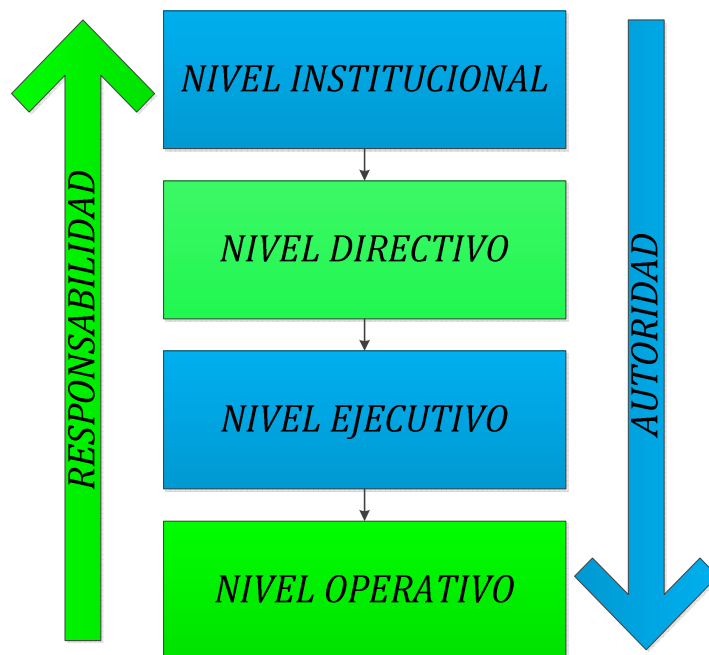 NIVEL INSTITUCIONAL
NIVEL DIRECTIVO
NIVEL EJECUTIVO
NIVEL OPERATIVO
RESPONSABILIDAD
AUTORIDAD